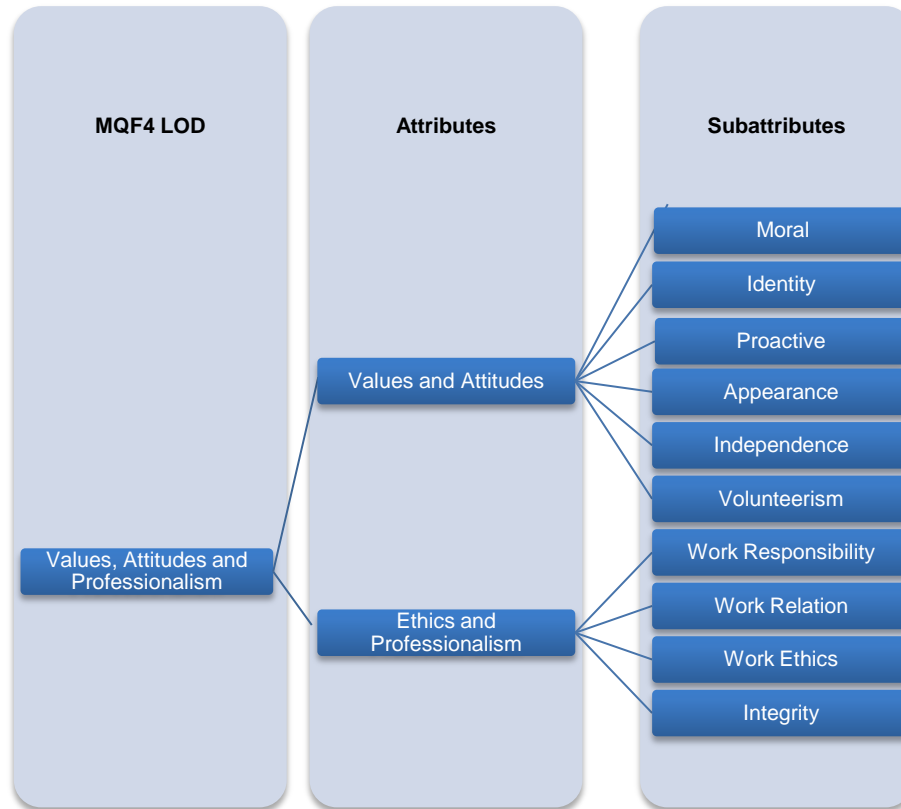 MQF4 LOD
Attributes
Subattributes
Values, Attitudes and
Professionalism
Values and Attitudes
Ethics and
Professionalism
Moral
Identity
Proactive
Appearance
Independence
Volunteerism
Work Responsibility
Work Relation
Work Ethics
Integrity